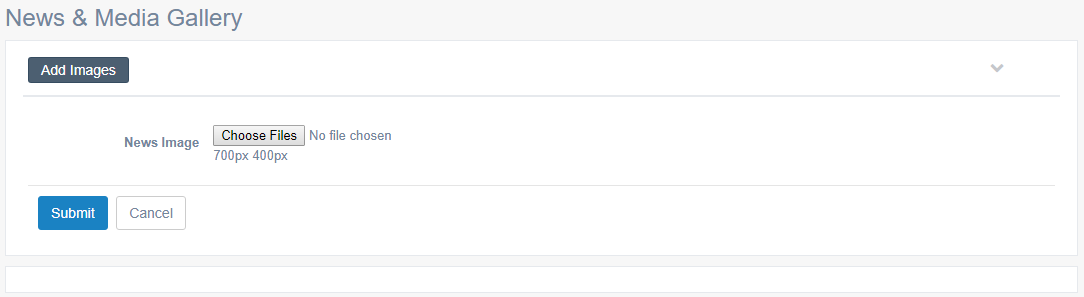 News & Media Gallery
Add Images
News Image Choose Files No file chosen
700px 400px
Submit Cancel